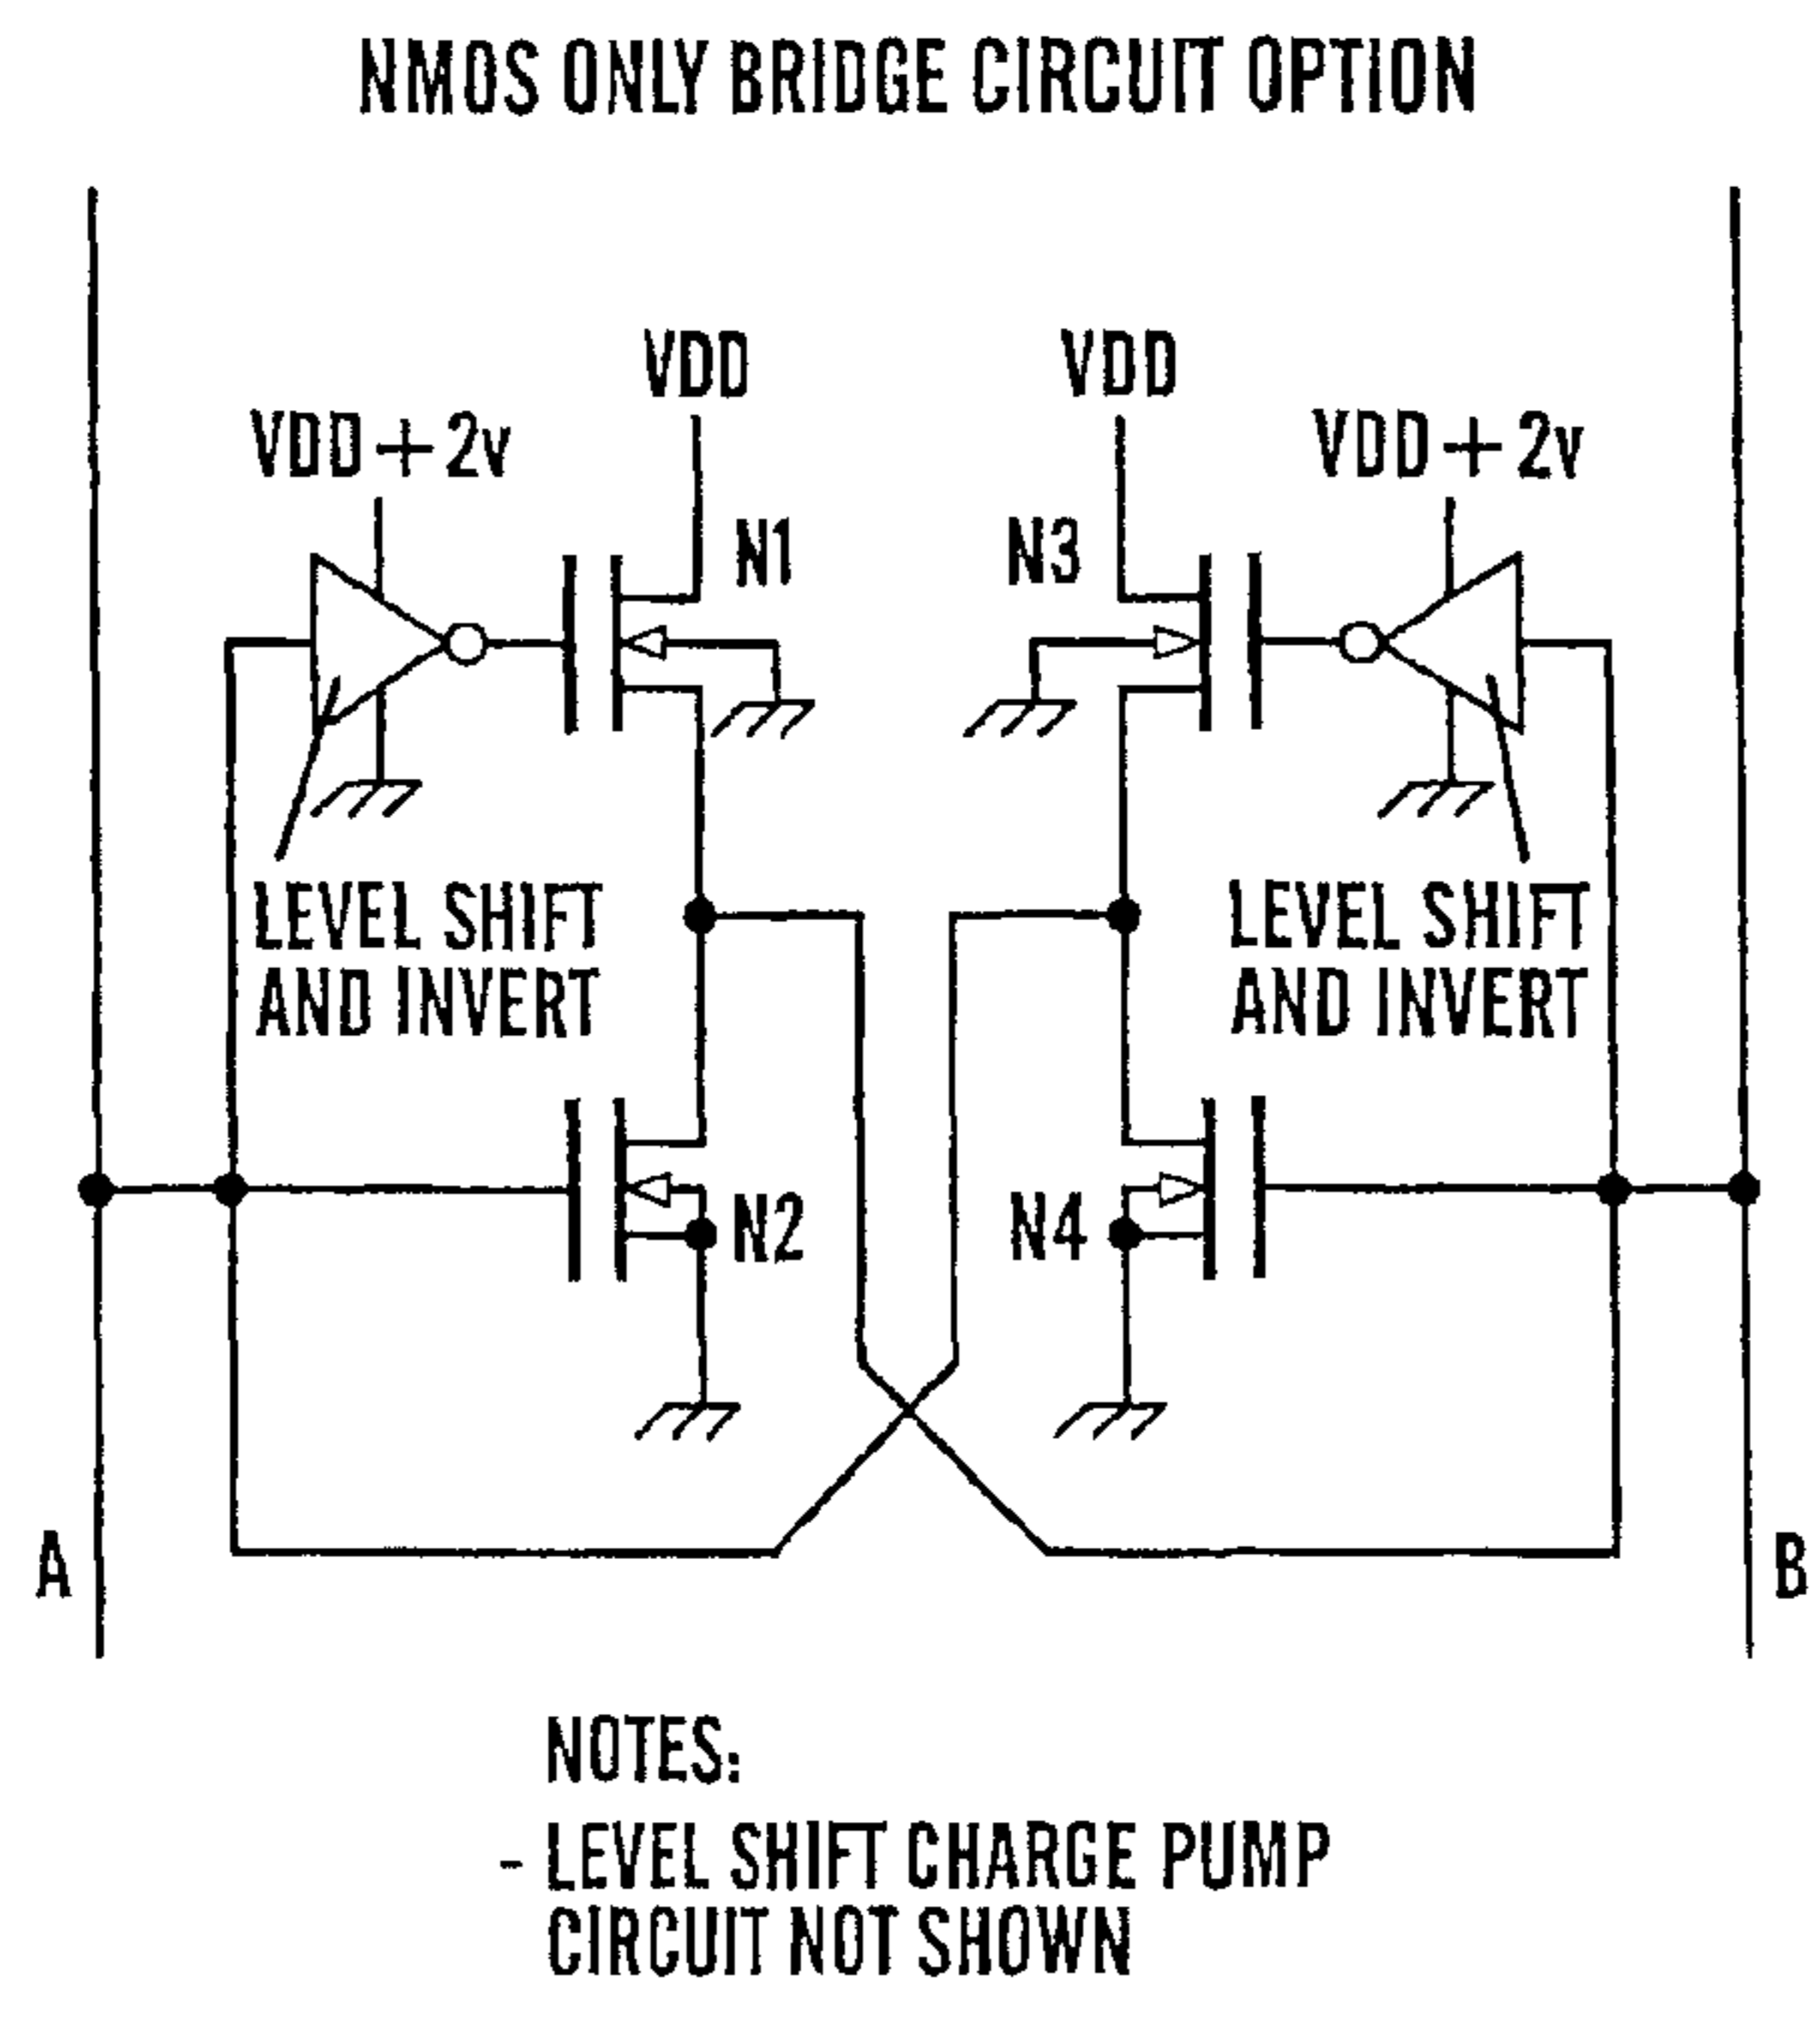 NMOS ONLY BRIDGE CIRCUIT OPTION
VDD
VDD
VDD + 2v
VDD + 2v
N1
N3
LEVEL SHIFT
AND INVERT
LEVEL SHIFT
AND INVERT
N2
N4
A
B
NOTES:
- LEVEL SHIFT CHARGE PUMP
CIRCUIT NOT SHOWN